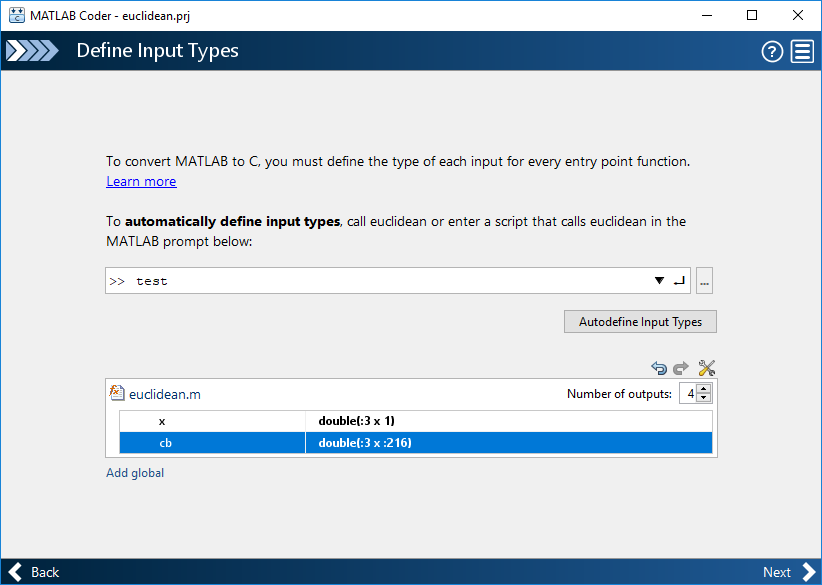 MATLAB Coder - euclidean.prj
Define Input Types
To convert MATLAB to C, you must define the type of each input for every entry point function.
Learn more
To automatically define input types, call euclidean or enter a script that calls euclidean in the
MATLAB prompt below:
>> test
...
Autodefine Input Types
euclidean.m Number of outputs: 4
x double(:3 x 1)
cb double(:3 x :216)
Add global
Back Next